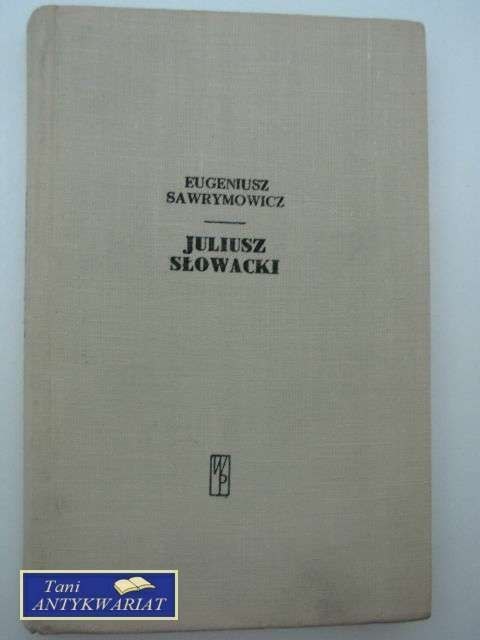 EUGENIUSZ
SAWRYMOWICZ
JULIUSZ
SŁOWACKI
WP
Tani
ANTYKWARIAT